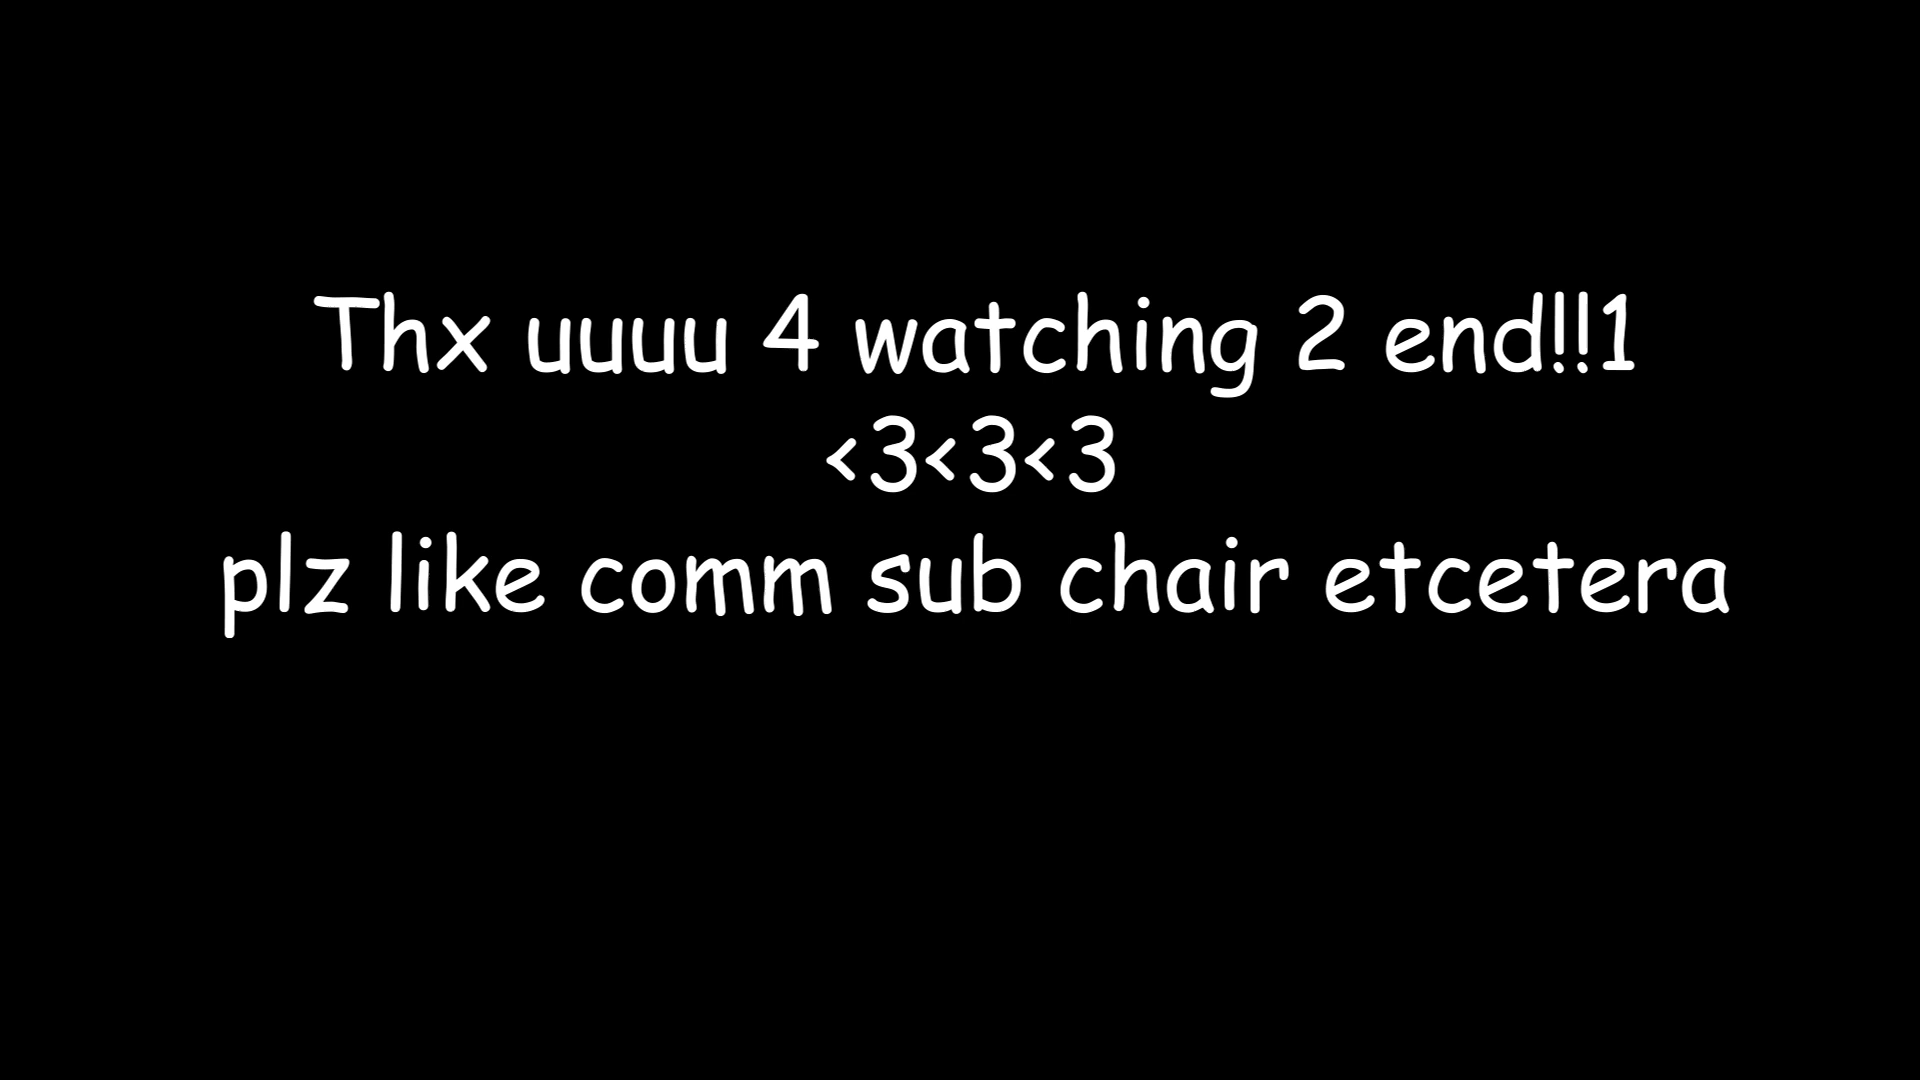 Thx uuuu 4 watching 2 end!!1
<3<3<3
plz like comm sub chair etcetera